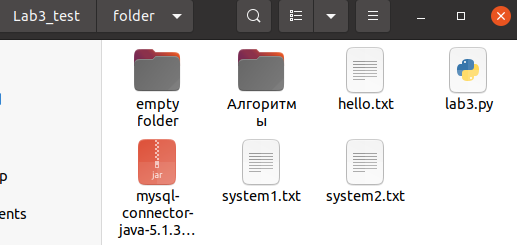 Lab3_test folder
empty
folder
Алгоритм
ы
hello.txt
lab3.py
jar
mysql-
connector-
java-5.1.3...
system1.txt
system2.txt
p
ents